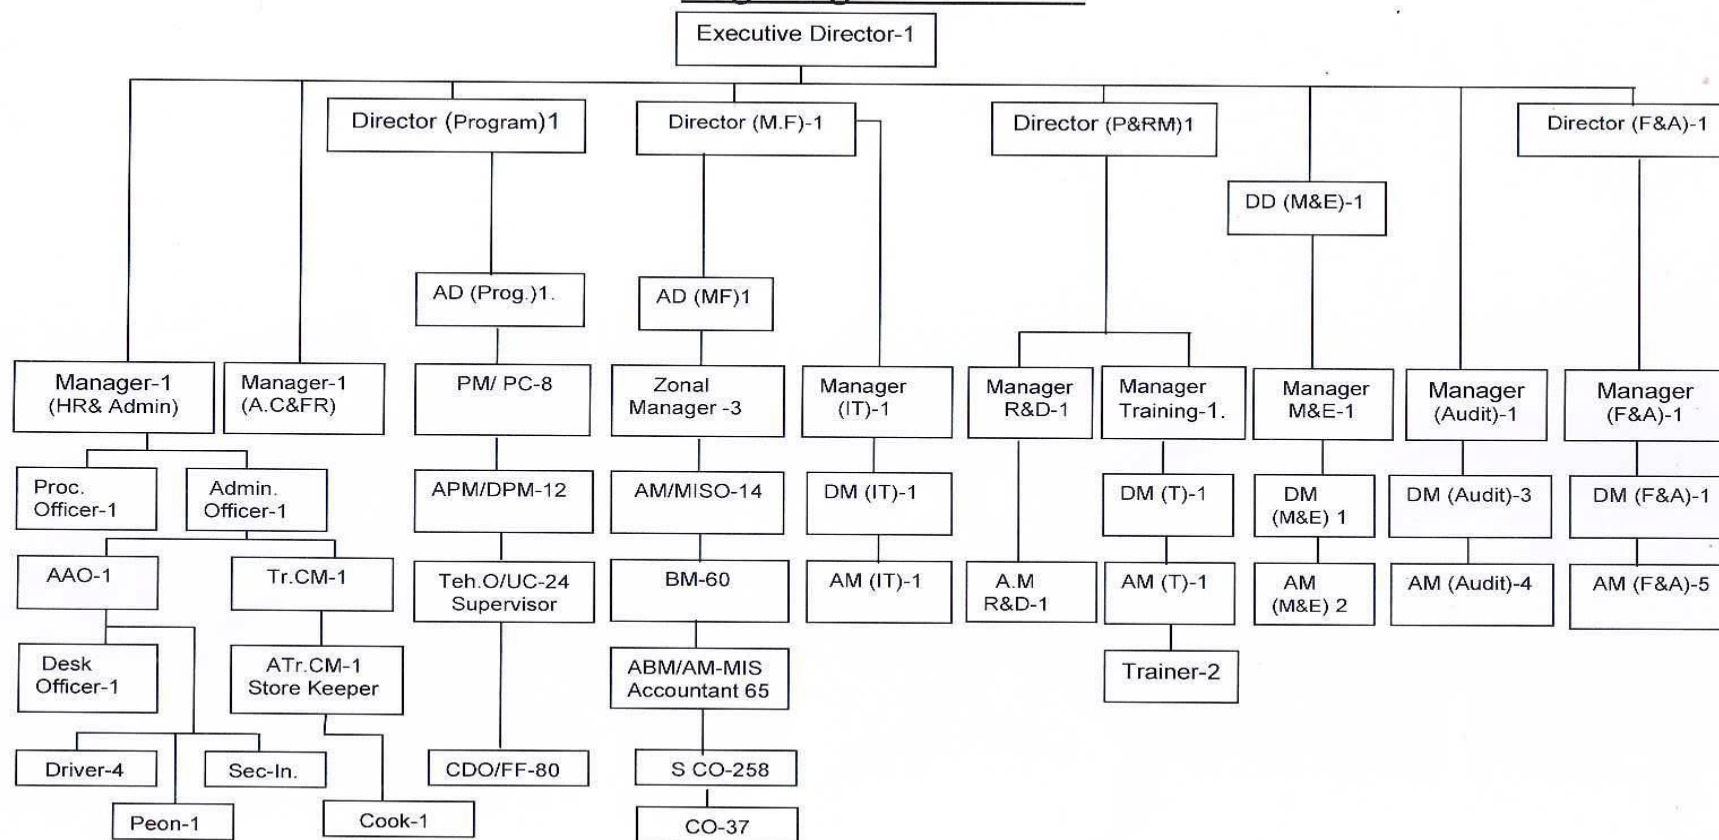 Executive Director-1
Director (Program)1
Director (M.F)-1
Director (P&RM)1
Director (F&A)-1
DD (M&E)-1
AD (Prog.)1.
AD (MF)1
Manager-1
(HR& Admin)
Manager-1
(A.C&FR)
PM/ PC-8
Zonal
Manager -3
Manager
(IT)-1
Manager
R&D-1
Manager
Training-1.
Manager
M&E-1
Manager
(Audit)-1
Manager
(F&A)-1
Proc.
Officer-1
Admin.
Officer-1
APM/DPM-12
AM/MISO-14
DM (IT)-1
DM (T)-1
DM
(M&E) 1
DM (Audit)-3
DM (F&A)-1
AAO-1
Tr.CM-1
Teh.O/UC-24
Supervisor
BM-60
AM (IT)-1
A.M
R&D-1
AM (T)-1
AM
(M&E) 2
AM (Audit)-4
AM (F&A)-5
Desk
Officer-1
ATr.CM-1
Store Keeper
ABM/AM-MIS
Accountant 65
Trainer-2
Driver-4
Sec-In.
CDO/FF-80
S CO-258
Peon-1
Cook-1
CO-37